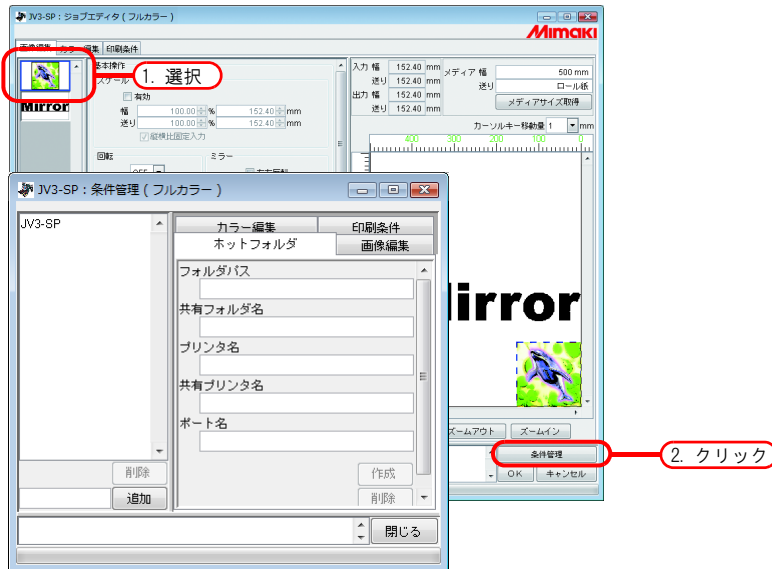 JV3-SP : ジョブエディタ ( フルカラー )
Mimaki
画像編集 カラー編集 印刷条件
基本操作
スケール
有効
幅 100.00 % 152.40 mm
送り 100.00 % 152.40 mm
縦横比固定入力
回転 ミラー
OFF
入力 幅 152.40 mm
送り 152.40 mm
出力 幅 152.40 mm
送り 152.40 mm
メディア 幅 500 mm
送り ロール紙
メディアサイズ取得
カーソルキー移動量 1 mm
400 300 200 100 0
Mirror
1. 選択
JV3-SP : 条件管理 ( フルカラー )
JV3-SP
カラー編集 印刷条件
ホットフォルダ 画像編集
フォルダパス
共有フォルダ名
プリンタ名
共有プリンタ名
ポート名
削除 作成
追加 削除
閉じる
irror
ズームアウト ズームイン
条件管理
OK キャンセル
2. クリック